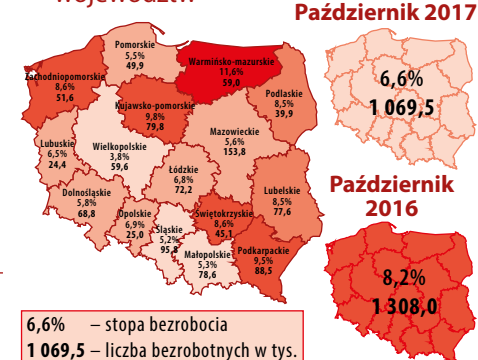 województw
Październik 2017
Pomorskie
5,5%
49,9
Warmińsko-mazurskie
11,6%
59,0
Zachodniopomorskie
8,6%
51,6
Kujawsko-pomorskie
9,8%
79,8
Podlaskie
8,5%
39,9
Mazowieckie
5,6%
153,8
Lubuskie
6,5%
24,4
Wielkopolskie
3,8%
59,6
Łódzkie
6,8%
72,2
Lubelskie
8,5%
77,6
Dolnośląskie
5,8%
68,8
Opolskie
6,9%
25,0
Śląskie
5,2%
95,8
Świętokrzyskie
8,6%
45,1
Małopolskie
5,3%
78,6
Podkarpackie
9,5%
88,5
6,6%
1 069,5
Październik
2016
8,2%
1 308,0
6,6% – stopa bezrobocia
1 069,5 – liczba bezrobotnych w tys.